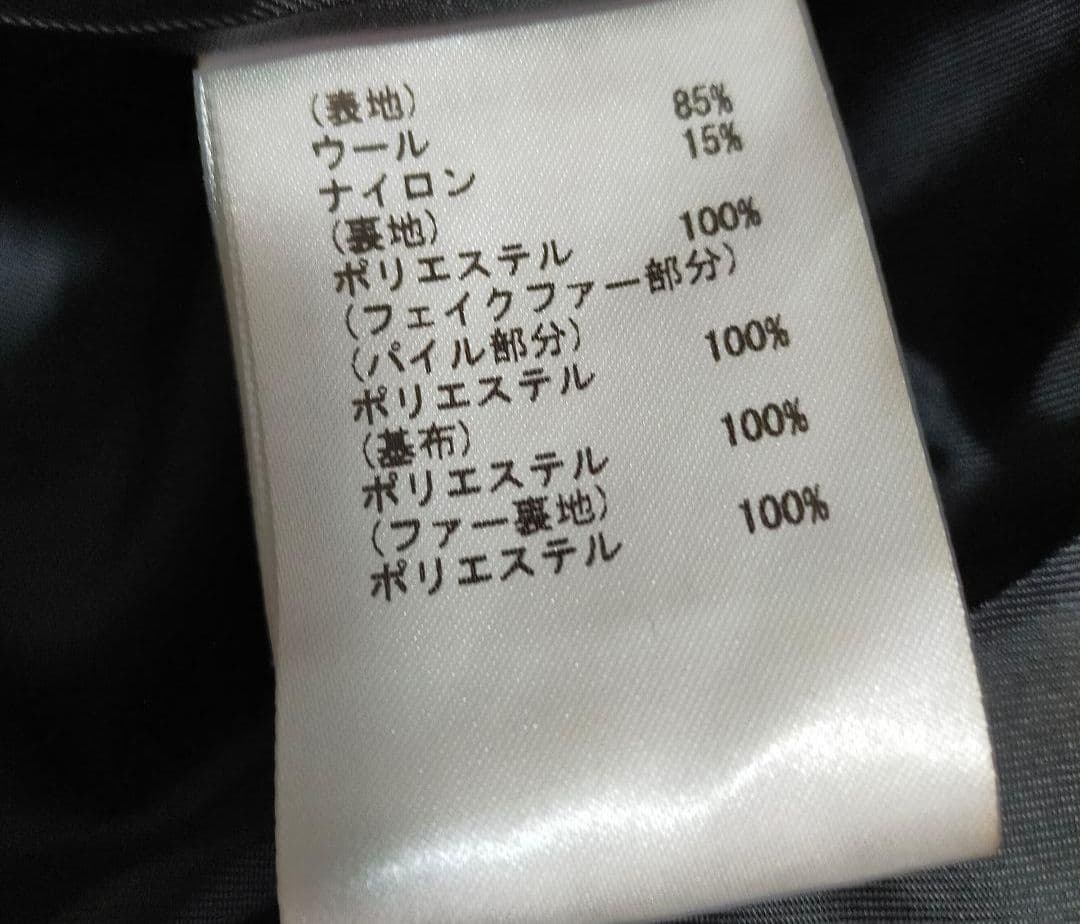 (表地)
ウール 85%
ナイロン 15%
(裏地)
ポリエステル 100%
(フェイクファー部分)
(パイル部分)
ポリエステル 100%
(基布)
ポリエステル 100%
(ファー裏地)
ポリエステル 100%